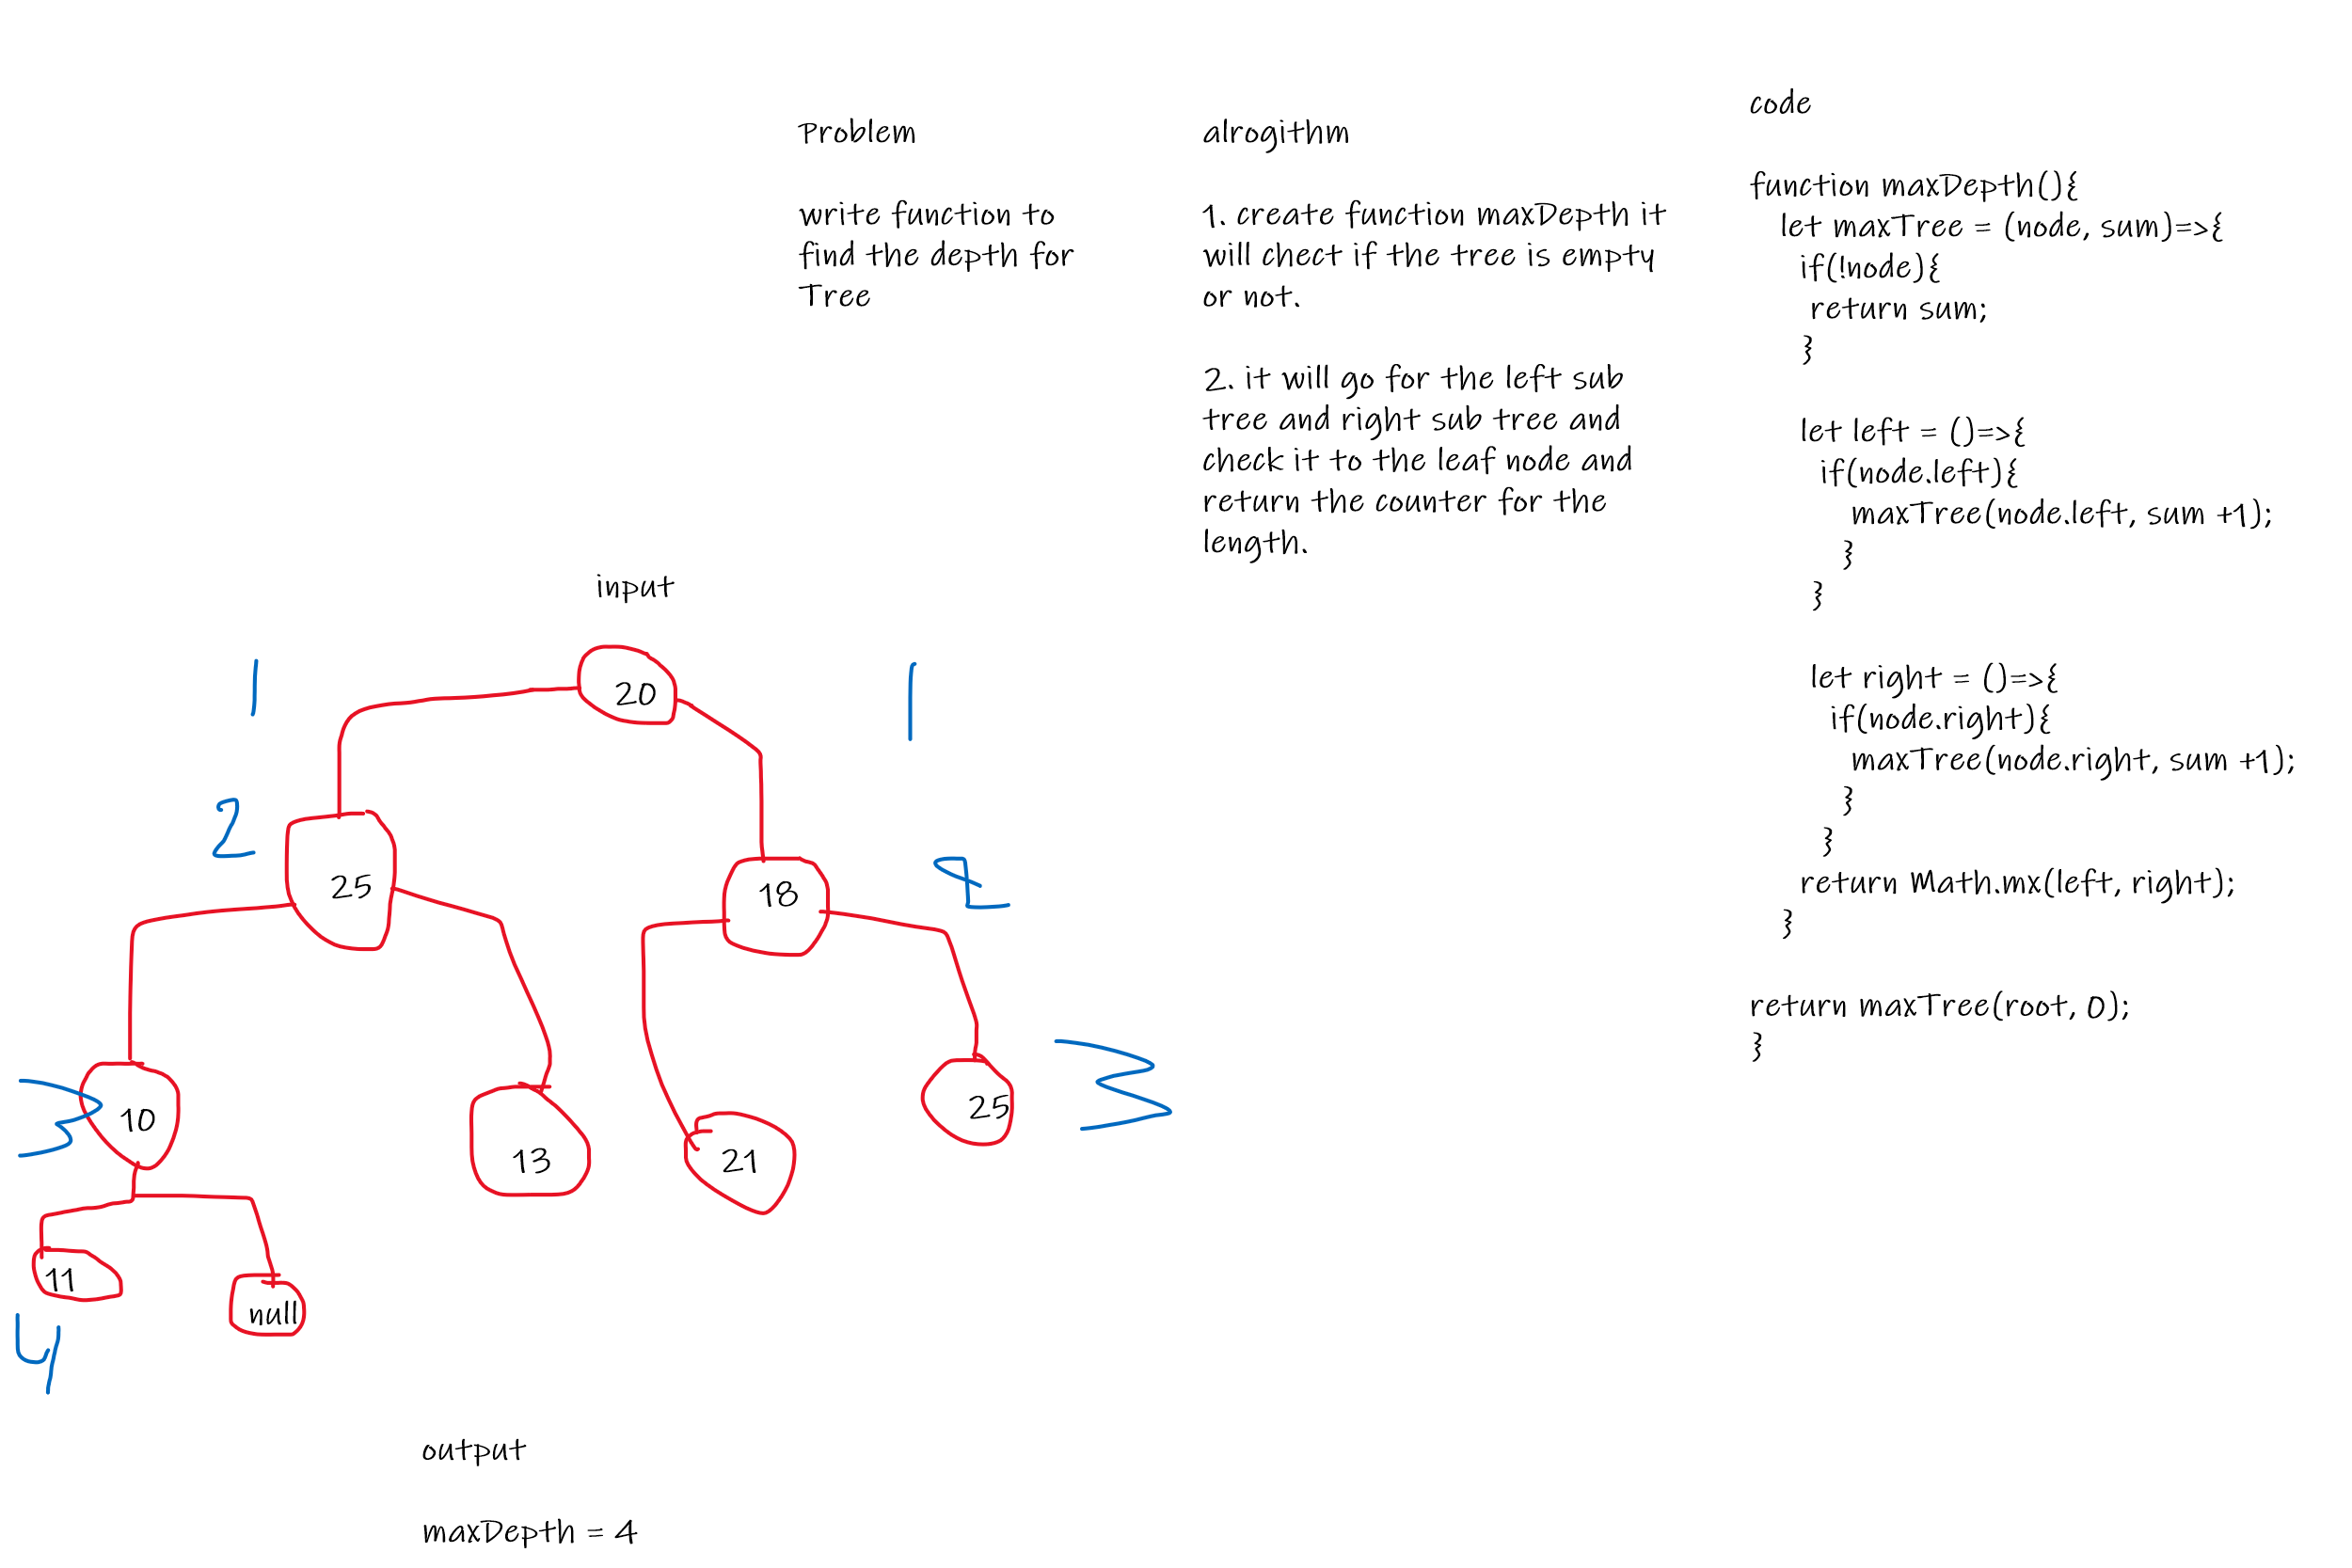 Problem

write function to
find the depth for
Tree

alrogithm

1. create function maxDepth it
will chect if the tree is empty
or not.

2. it will go for the left sub
tree and right sub tree and
check it to the leaf node and
return the counter for the
length.

code

function maxDepth(){
let maxTree = (node, sum)=>{
if(!node){
return sum;
}

let left = ()=>{
if(node.left){
maxTree(node.left, sum +1);
}
}

let right = ()=>{
if(node.right){
maxTree(node.right, sum +1);
}
}
return Math.mx(left, right);
}

return maxTree(root, 0);
}

input
1
20
1
2
25
18
2
3
10
13
21
25
3
11
null
4

output

maxDepth = 4